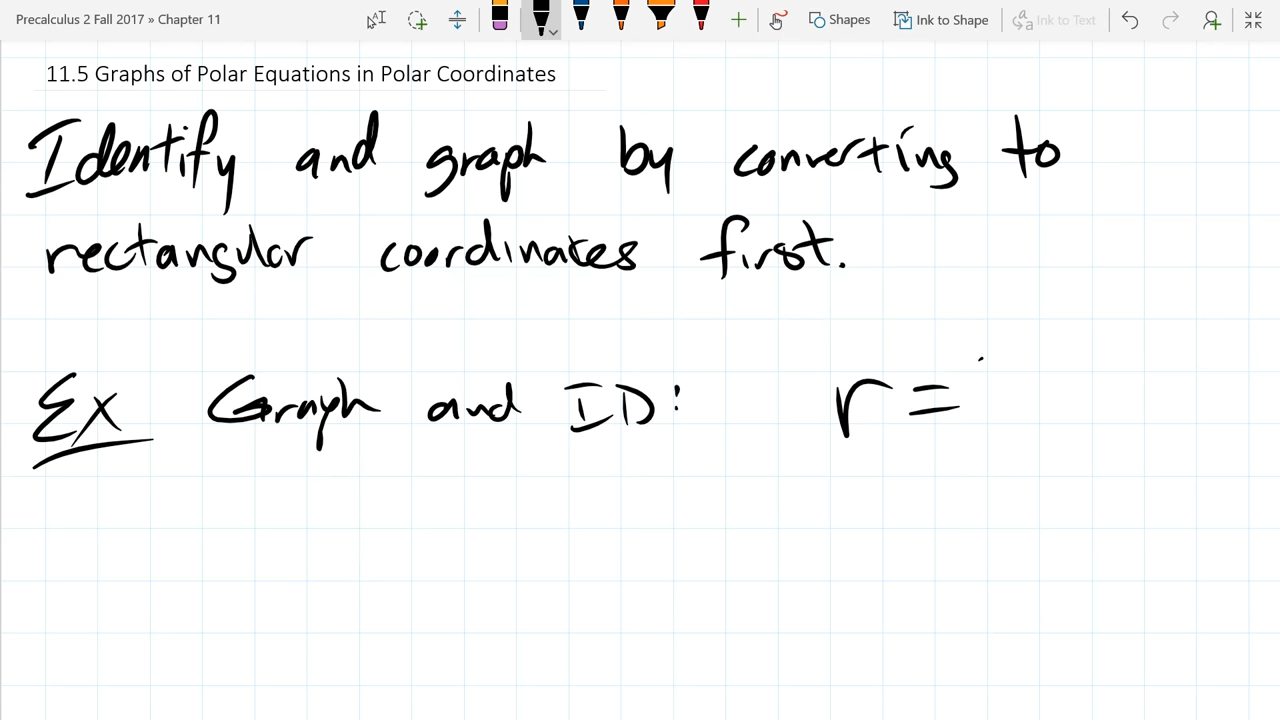 Precalculus 2 Fall 2017 » Chapter 11
Shapes Ink to Shape Ink to Text
11.5 Graphs of Polar Equations in Polar Coordinates
Identify and graph by converting to
rectangular coordinates first.
Ex Graph and ID: r =